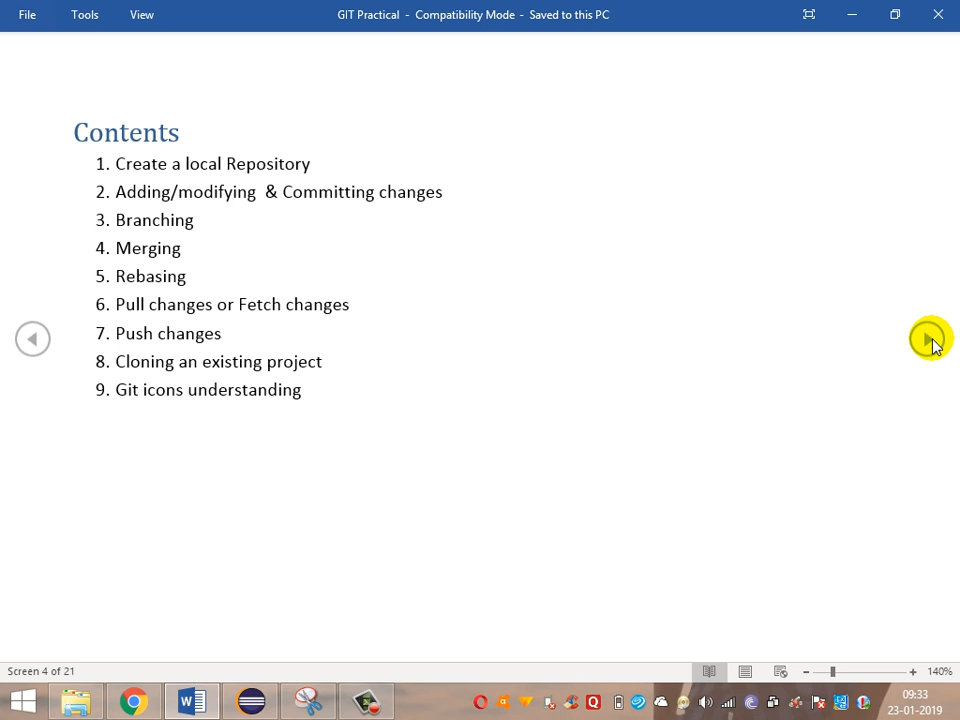 File Tools View GIT Practical - Compatibility Mode - Saved to this PC
Contents
1. Create a local Repository
2. Adding/modifying & Committing changes
3. Branching
4. Merging
5. Rebasing
6. Pull changes or Fetch changes
7. Push changes
8. Cloning an existing project
9. Git icons understanding
Screen 4 of 21 140%
09:33
23-01-2019